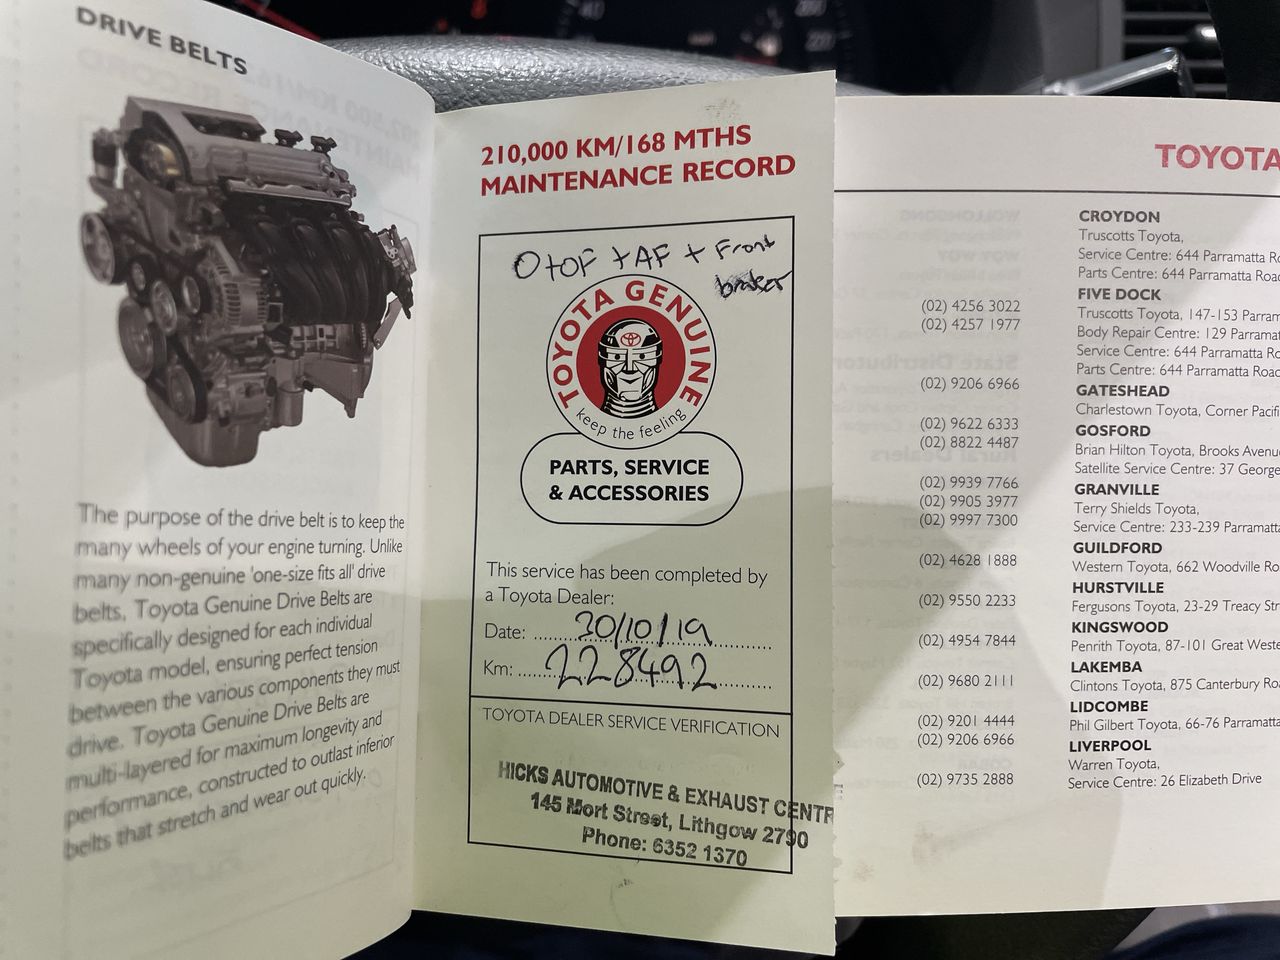 DRIVE BELTS
The purpose of the drive belt is to keep the
many wheels of your engine turning. Unlike
many non-genuine 'one-size fits all' drive
belts, Toyota Genuine Drive Belts are
specifically designed for each individual
Toyota model, ensuring perfect tension
between the various components they must
drive. Toyota Genuine Drive Belts are
multi-layered for maximum longevity and
performance, constructed to outlast inferior
belts that stretch and wear out quickly.
210,000 KM/168 MTHS
MAINTENANCE RECORD
O+OF +AF + Front
brakes
TOYOTA GENUINE
keep the feeling
PARTS, SERVICE
& ACCESSORIES
This service has been completed by
a Toyota Dealer:
Date: 30/10/19
Km: 228492
TOYOTA DEALER SERVICE VERIFICATION
HICKS AUTOMOTIVE & EXHAUST CENTR
145 Mort Street, Lithgow 2790
Phone: 6352 1370
TOYOTA
(02) 4256 3022
(02) 4257 1977
(02) 9206 6966
(02) 9622 6333
(02) 8822 4487
(02) 9939 7766
(02) 9905 3977
(02) 9997 7300
(02) 4628 1888
(02) 9550 2233
(02) 4954 7844
(02) 9680 2111
(02) 9201 4444
(02) 9206 6966
(02) 9735 2888
CROYDON
Truscotts Toyota,
Service Centre: 644 Parramatta Ro
Parts Centre: 644 Parramatta Road
FIVE DOCK
Truscotts Toyota, 147-153 Parram
Body Repair Centre: 129 Parramat
Service Centre: 644 Parramatta Ro
Parts Centre: 644 Parramatta Road
GATESHEAD
Charlestown Toyota, Corner Pacifi
GOSFORD
Brian Hilton Toyota, Brooks Avenu
Satellite Service Centre: 37 George
GRANVILLE
Terry Shields Toyota,
Service Centre: 233-239 Parramatt
GUILDFORD
Western Toyota, 662 Woodville Ro
HURSTVILLE
Fergusons Toyota, 23-29 Treacy Str
KINGSWOOD
Penrith Toyota, 87-101 Great Weste
LAKEMBA
Clintons Toyota, 875 Canterbury Roa
LIDCOMBE
Phil Gilbert Toyota, 66-76 Parramatta
LIVERPOOL
Warren Toyota,
Service Centre: 26 Elizabeth Drive